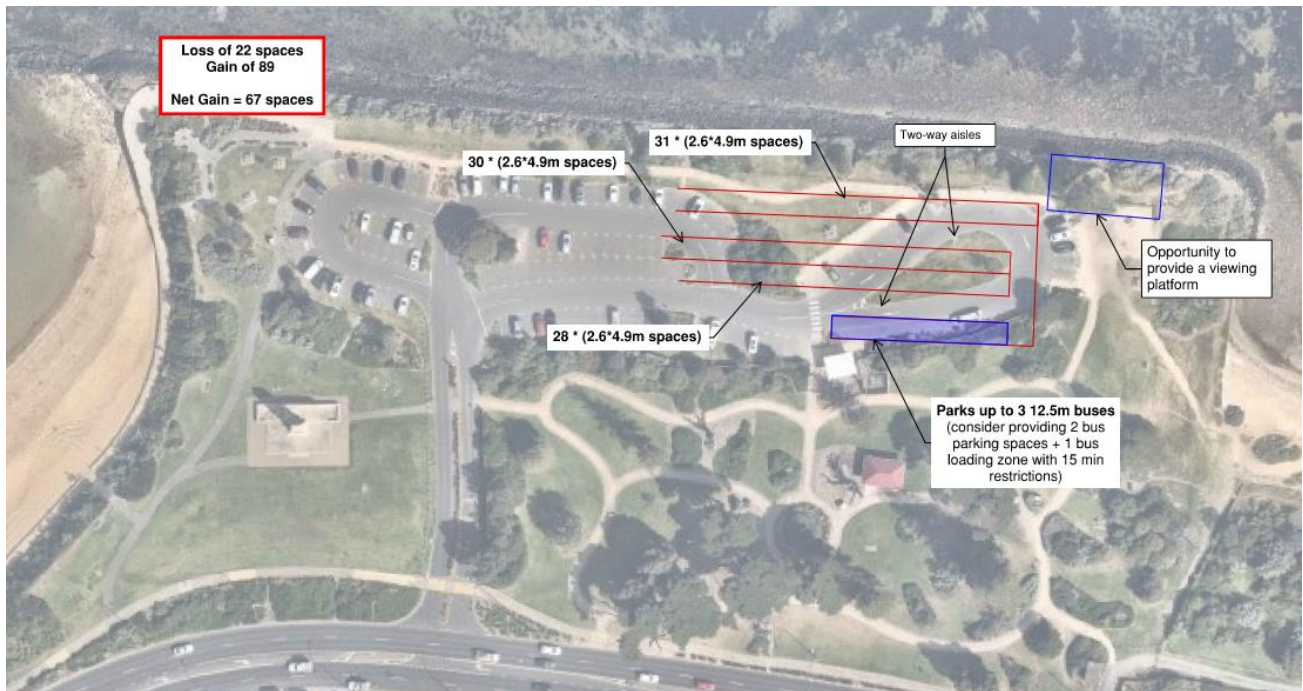 Loss of 22 spaces
Gain of 89
Net Gain = 67 spaces
31 * (2.6*4.9m spaces)
Two-way aisles
30 * (2.6*4.9m spaces)
Opportunity to
provide a viewing
platform
28 * (2.6*4.9m spaces)
Parks up to 3 12.5m buses
(consider providing 2 bus
parking spaces + 1 bus
loading zone with 15 min
restrictions)